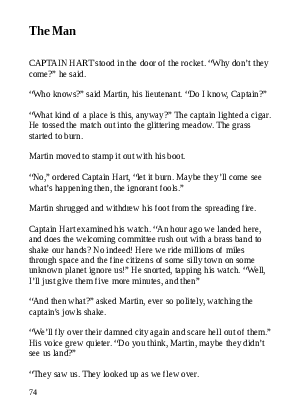 The Man
CAPTAIN HART stood in the door of the rocket. “Why don’t they
come?” he said.
“Who knows?” said Martin, his lieutenant. “Do I know, Captain?”
“What kind of a place is this, anyway?” The captain lighted a cigar.
He tossed the match out into the glittering meadow. The grass
started to burn.
Martin moved to stamp it out with his boot.
“No,” ordered Captain Hart, “let it burn. Maybe they’ll come see
what’s happening then, the ignorant fools.”
Martin shrugged and withdrew his foot from the spreading fire.
Captain Hart examined his watch. “An hour ago we landed here,
and does the welcoming committee rush out with a brass band to
shake our hands? No indeed! Here we ride millions of miles
through space and the fine citizens of some silly town on some
unknown planet ignore us!” He snorted, tapping his watch. “Well,
I’ll just give them five more minutes, and then”
“And then what?” asked Martin, ever so politely, watching the
captain’s jowls shake.
“We’ll fly over their damned city again and scare hell out of them.”
His voice grew quieter. “Do you think, Martin, maybe they didn’t
see us land?”
“They saw us. They looked up as we flew over.
74